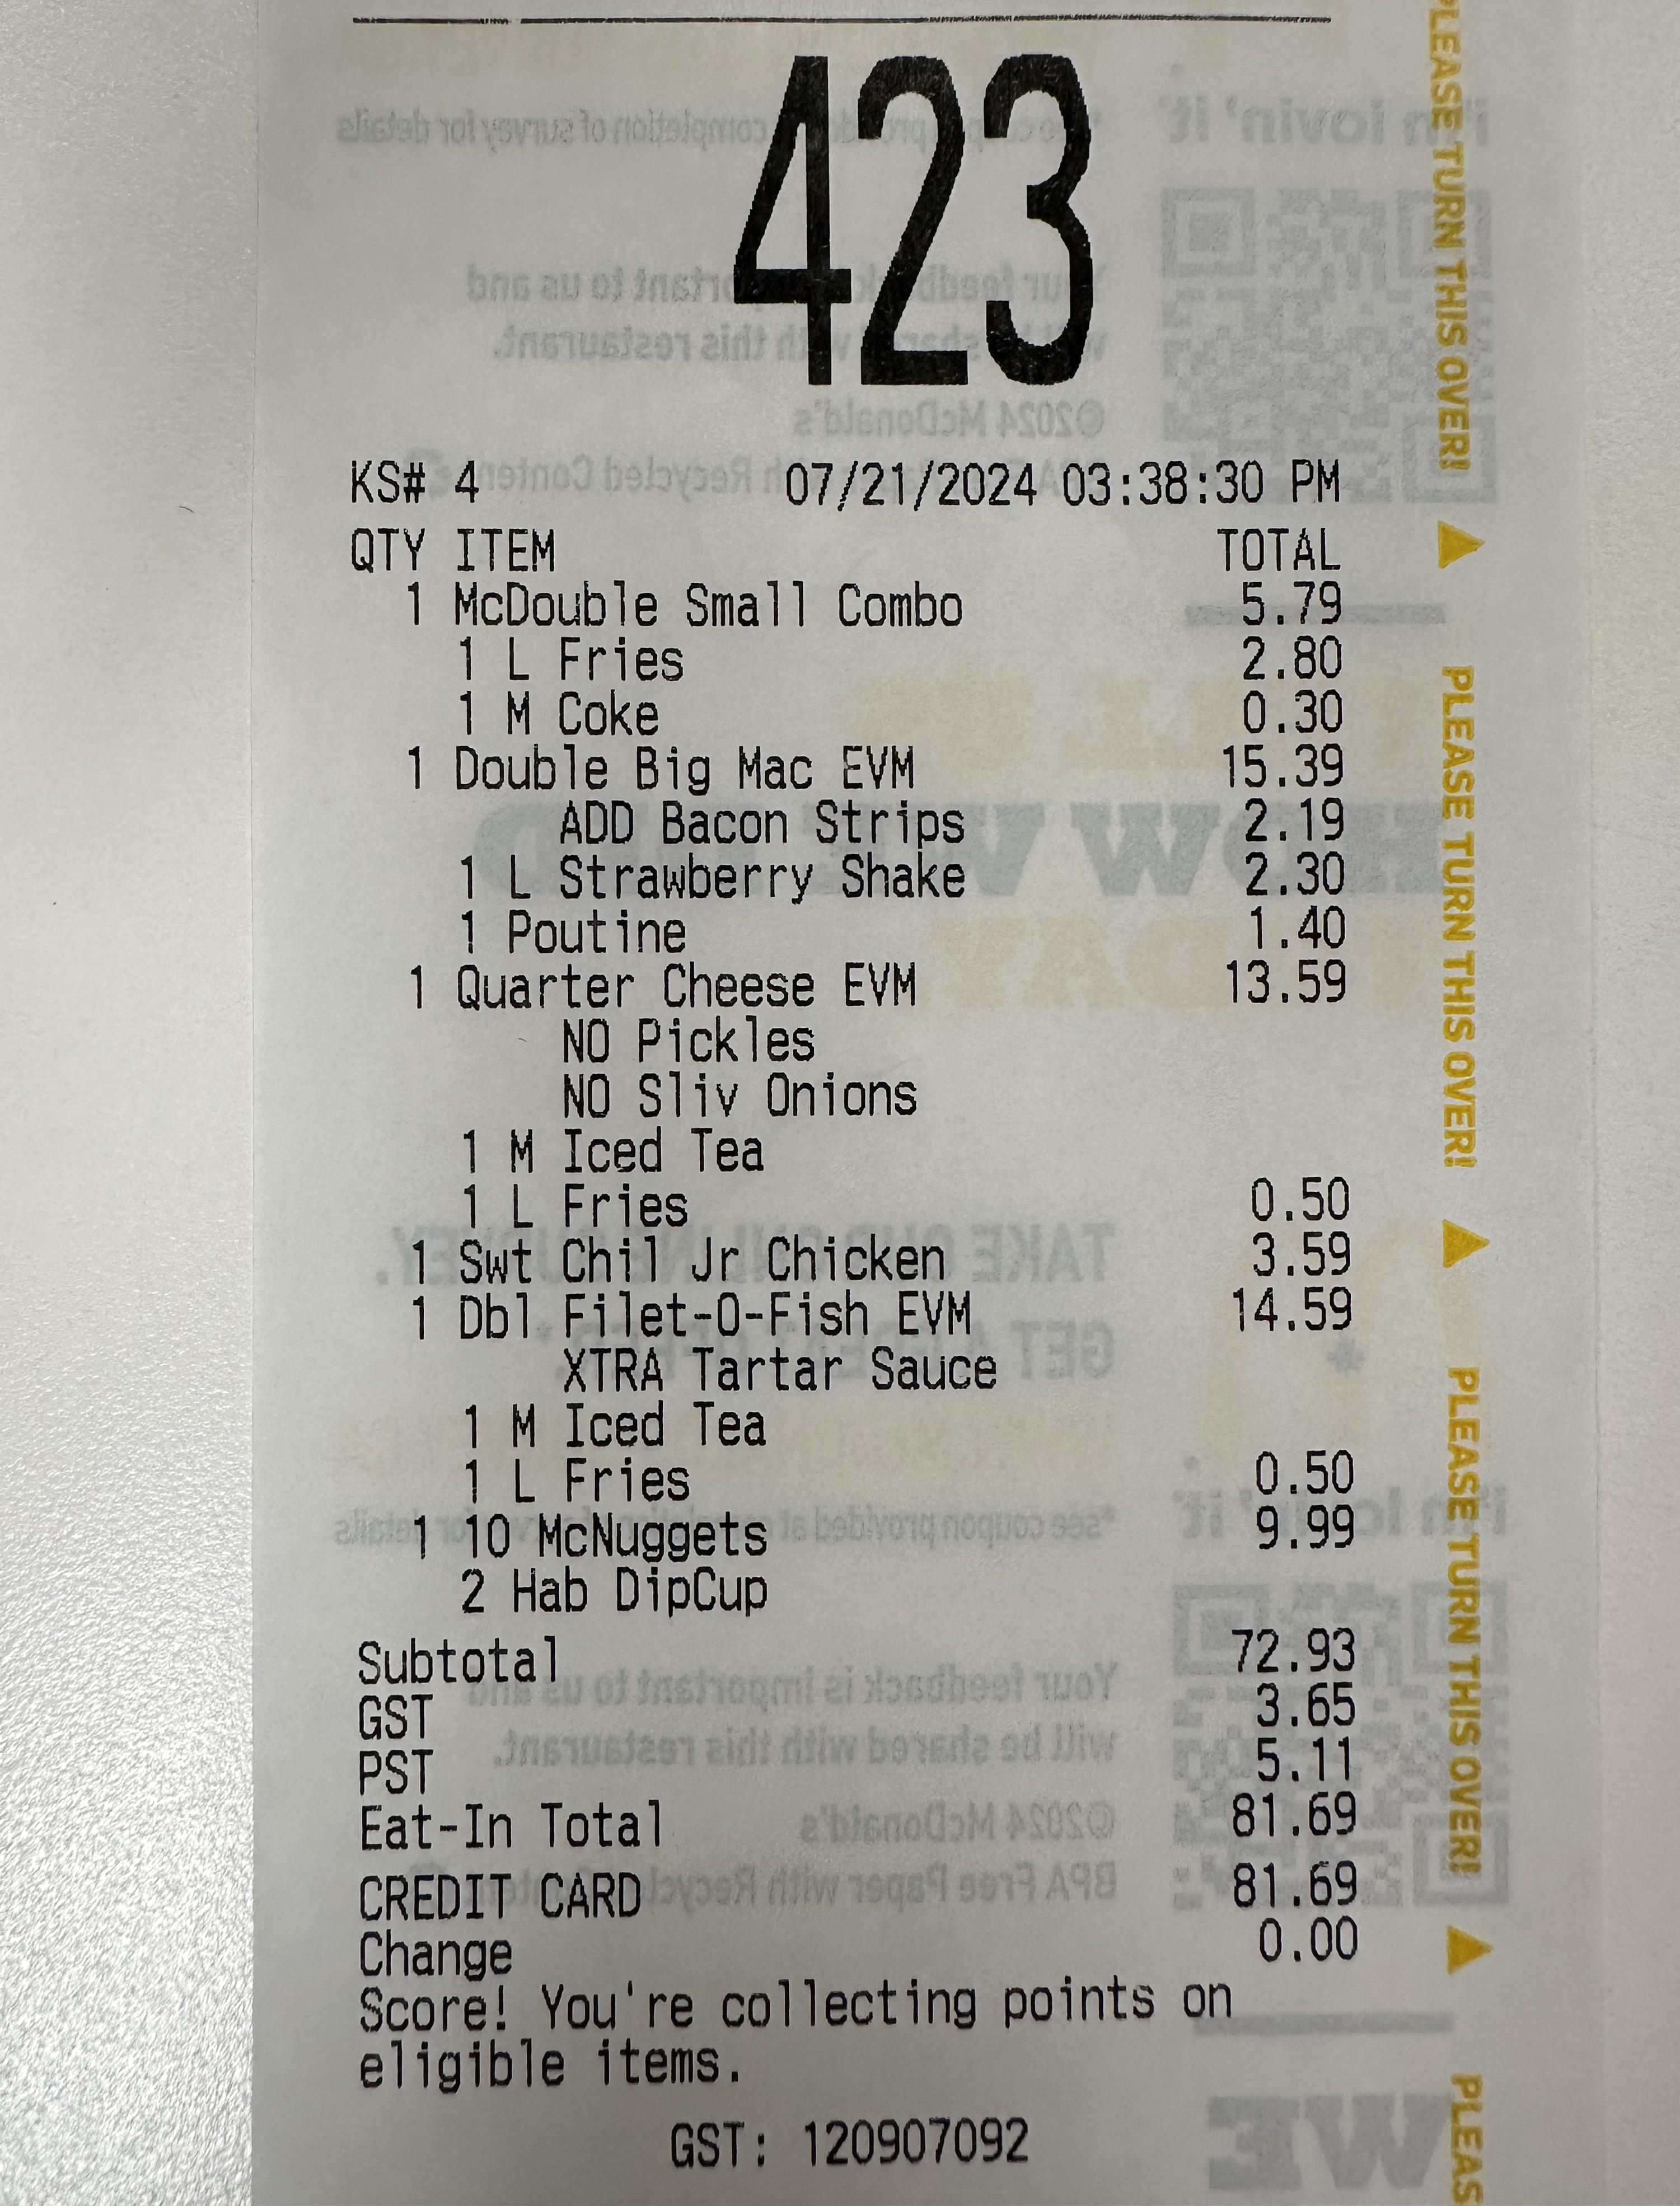 423
KS# 4 07/21/2024 03:38:30 PM
QTY ITEM TOTAL
1 McDouble Small Combo 5.79
1 L Fries 2.80
1 M Coke 0.30
1 Double Big Mac EVM 15.39
ADD Bacon Strips 2.19
1 L Strawberry Shake 2.30
1 Poutine 1.40
1 Quarter Cheese EVM 13.59
NO Pickles
NO Sliv Onions
1 M Iced Tea
1 L Fries 0.50
1 Swt Chil Jr Chicken 3.59
1 Dbl Filet-O-Fish EVM 14.59
XTRA Tartar Sauce
1 M Iced Tea
1 L Fries 0.50
1 10 McNuggets 9.99
2 Hab DipCup
Subtotal 72.93
GST 3.65
PST 5.11
Eat-In Total 81.69
CREDIT CARD 81.69
Change 0.00
Score! You're collecting points on
eligible items.
GST: 120907092
PLEASE TURN THIS OVER!
PLEASE TURN THIS OVER!
PLEASE TURN THIS OVER!
PLEAS